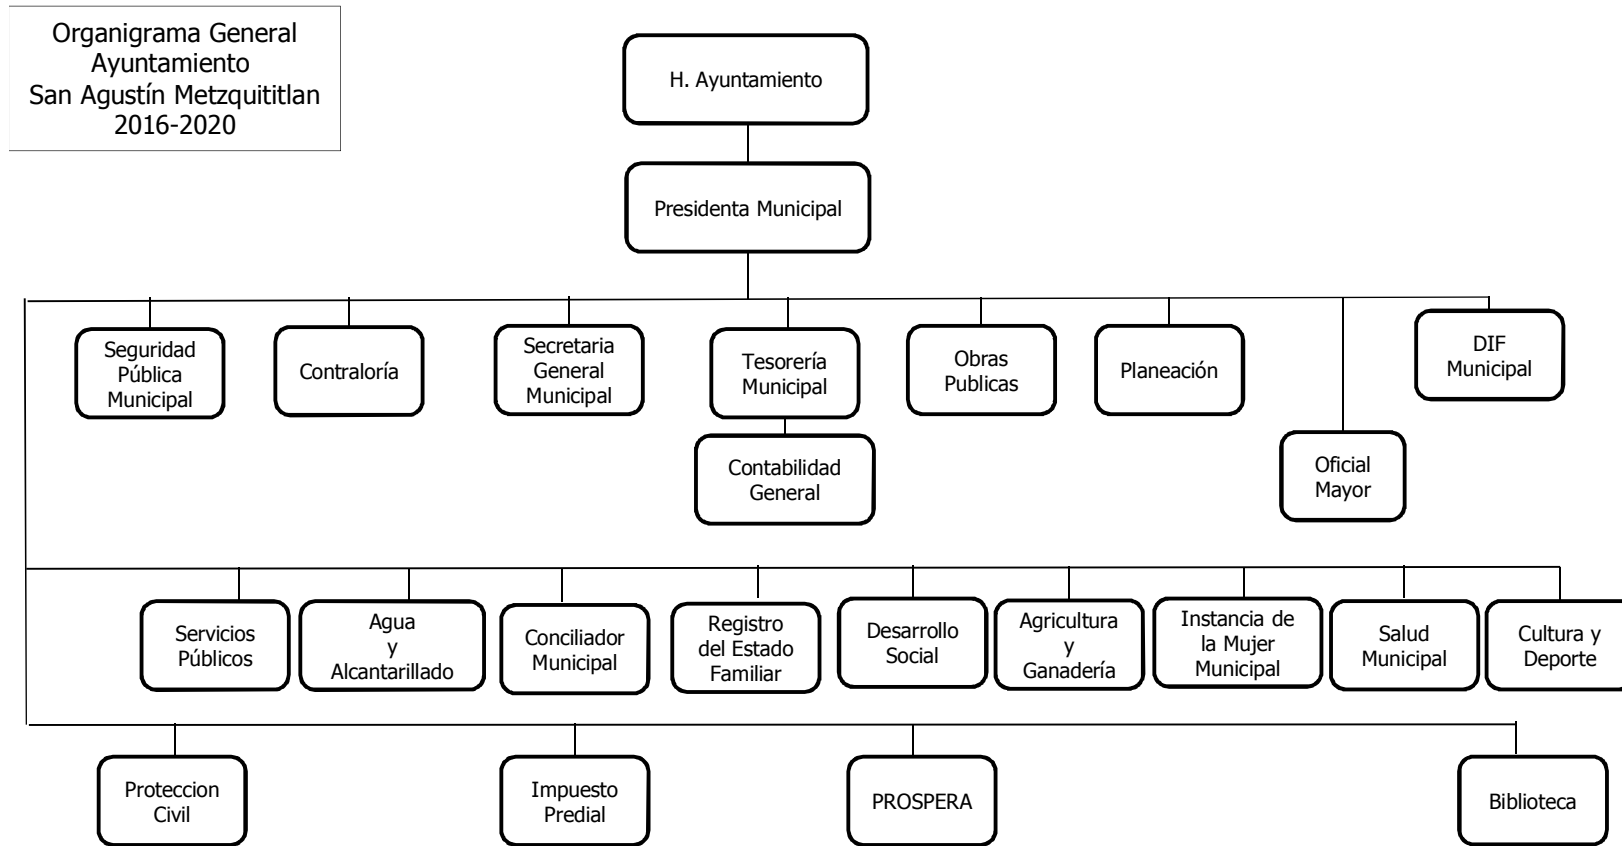 Organigrama General
Ayuntamiento
San Agustín Metzquititlan
2016-2020
H. Ayuntamiento
Presidenta Municipal
Seguridad
Pública
Municipal
Contraloría
Secretaria
General
Municipal
Tesorería
Municipal
Obras
Publicas
Planeación
DIF
Municipal
Contabilidad
General
Oficial
Mayor
Servicios
Públicos
Agua
y
Alcantarillado
Conciliador
Municipal
Registro
del Estado
Familiar
Desarrollo
Social
Agricultura
y
Ganadería
Instancia de
la Mujer
Municipal
Salud
Municipal
Cultura y
Deporte
Proteccion
Civil
Impuesto
Predial
PROSPERA
Biblioteca